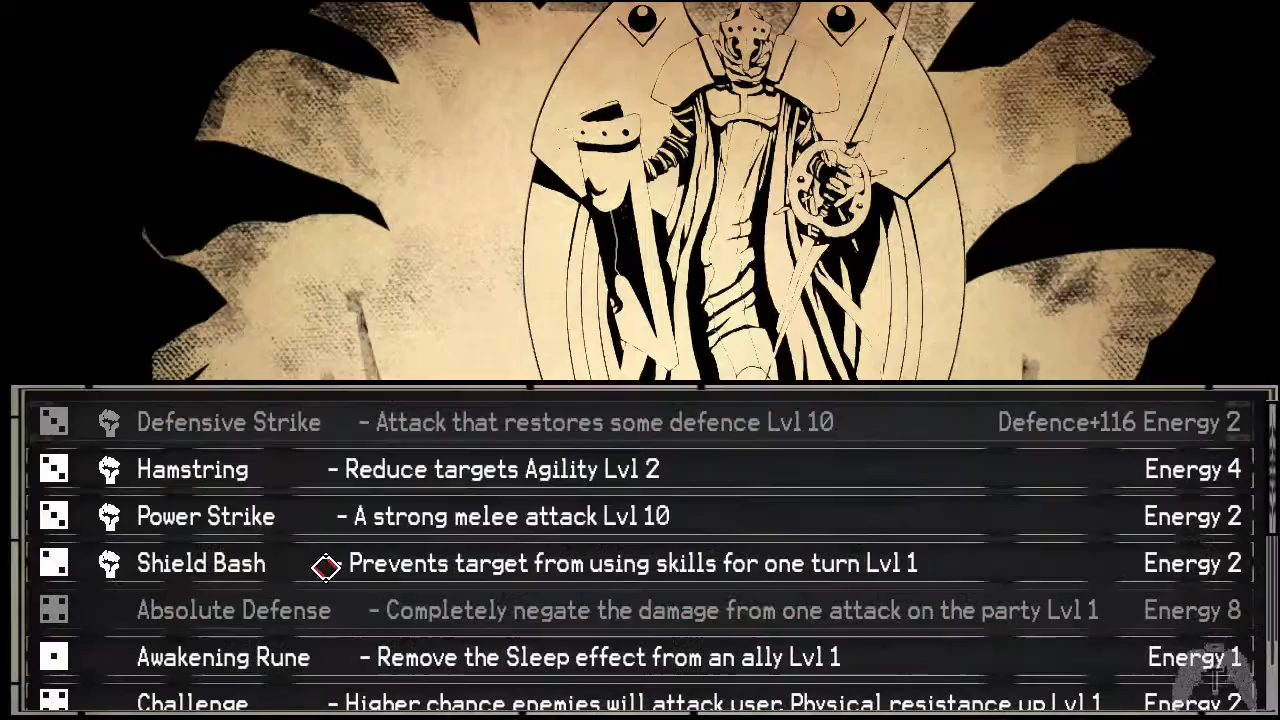 Defensive Strike - Attack that restores some defence Lvl 10 Defence+116 Energy 2
Hamstring - Reduce targets Agility Lvl 2 Energy 4
Power Strike - A strong melee attack Lvl 10 Energy 2
Shield Bash Prevents target from using skills for one turn Lvl 1 Energy 2
Absolute Defense - Completely negate the damage from one attack on the party Lvl 1 Energy 8
Awakening Rune - Remove the Sleep effect from an ally Lvl 1 Energy 1
Challenge - Higher chance enemies will attack user. Physical resistance up Lvl 1 Energy 2